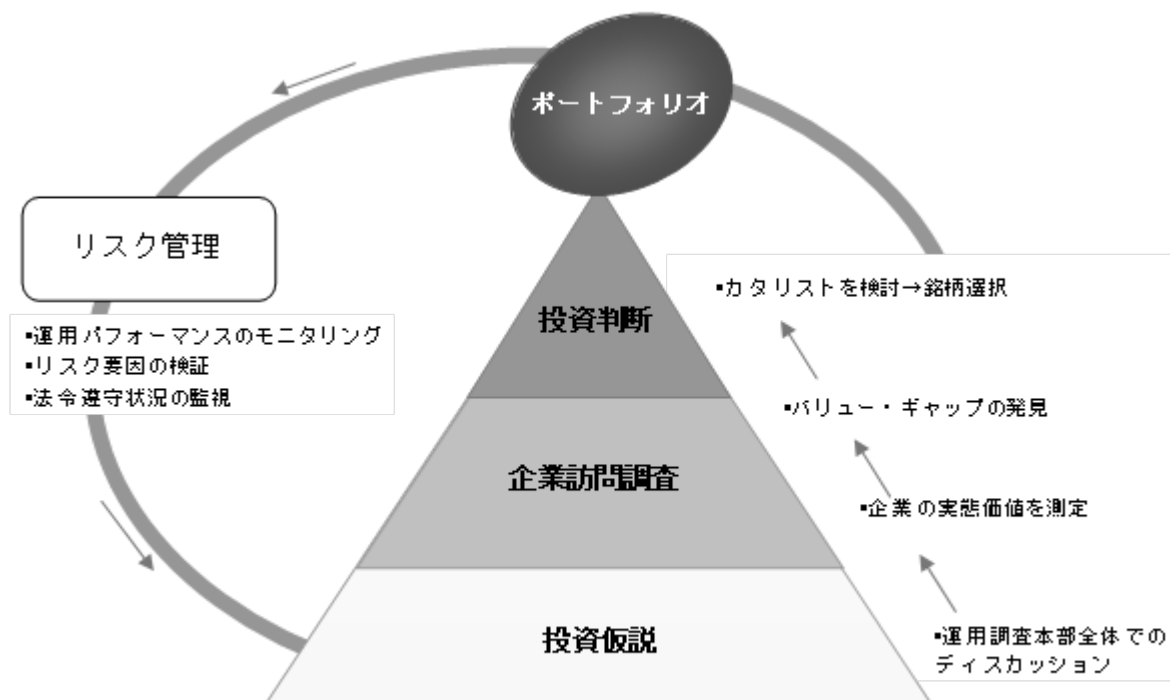 ポートフォリオ
リスク管理
▪運用パフォーマンスのモニタリング
▪リスク要因の検証
▪法令遵守状況の監視
投資判断
企業訪問調査
投資仮説
▪カタリストを検討→銘柄選択
▪バリュー・ギャップの発見
▪企業の実態価値を測定
▪運用調査本部全体での
ディスカッション